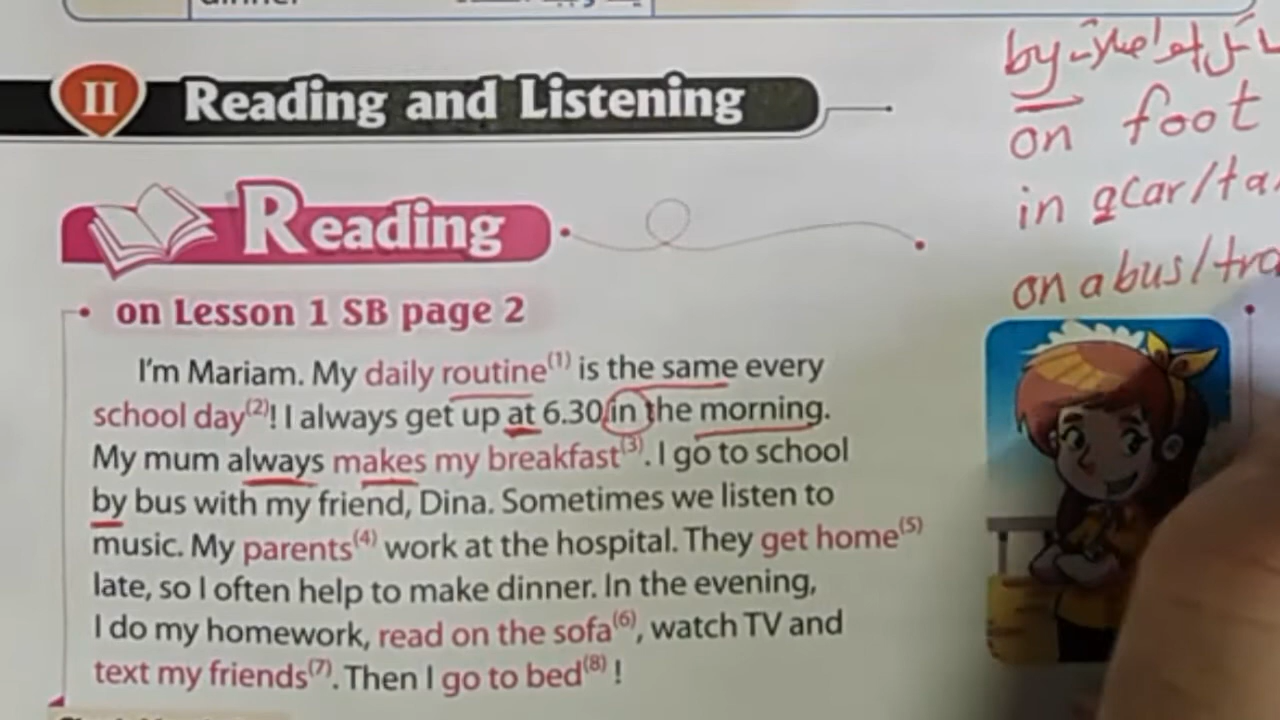 dinner
II Reading and Listening
Reading
on Lesson 1 SB page 2
I'm Mariam. My daily routine(1) is the same every
school day(2)! I always get up at 6.30 in the morning.
My mum always makes my breakfast(3). I go to school
by bus with my friend, Dina. Sometimes we listen to
music. My parents(4) work at the hospital. They get home(5)
late, so I often help to make dinner. In the evening,
I do my homework, read on the sofa(6), watch TV and
text my friends(7). Then I go to bed(8) !
by
on foot
in a car/
on a bus/